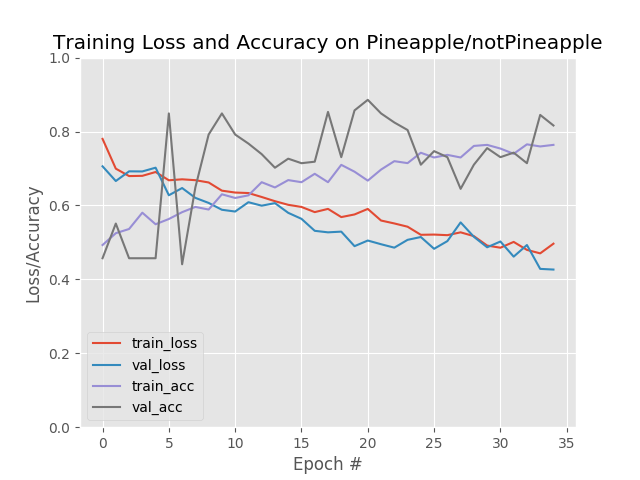 Training Loss and Accuracy on Pineapple/notPineapple
1.0
0.8
0.6
0.4
0.2
0.0
Loss/Accuracy
train_loss
val_loss
train_acc
val_acc
0 5 10 15 20 25 30 35
Epoch #